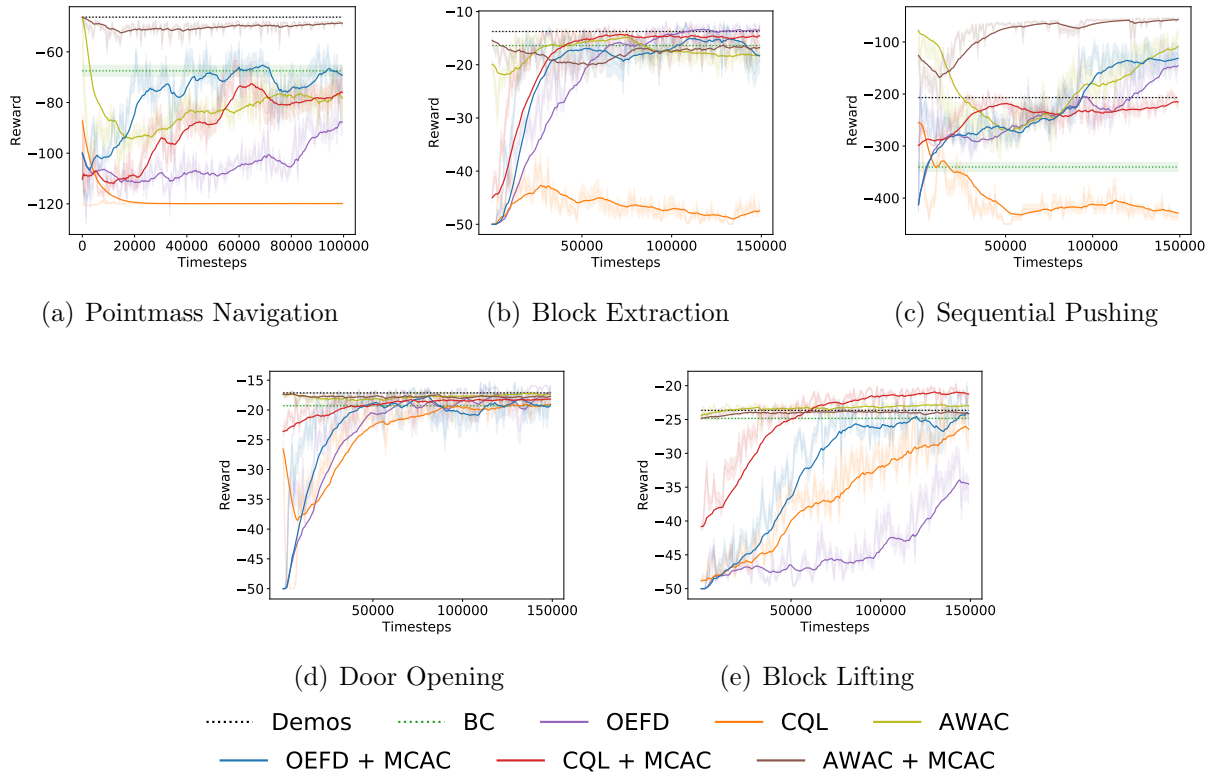 −60
−80
−100
−120
Reward
0
20000
40000
60000
80000
100000
Timesteps
(a) Pointmass Navigation
−10
−20
−30
−40
−50
Reward
50000
100000
150000
Timesteps
(b) Block Extraction
−100
−200
−300
−400
Reward
50000
100000
150000
Timesteps
(c) Sequential Pushing
−15
−20
−25
−30
−35
−40
−45
−50
Reward
50000
100000
150000
Timesteps
(d) Door Opening
−20
−25
−30
−35
−40
−45
−50
Reward
50000
100000
150000
Timesteps
(e) Block Lifting
Demos BC OEFD CQL AWAC
OEFD + MCAC CQL + MCAC AWAC + MCAC